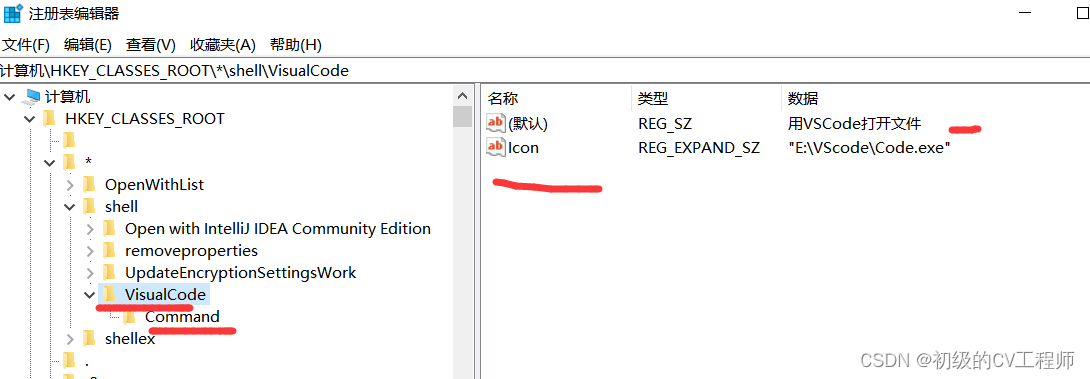 注册表编辑器
文件(F) 编辑(E) 查看(V) 收藏夹(A) 帮助(H)
计算机\HKEY_CLASSES_ROOT\*\shell\VisualCode
计算机
HKEY_CLASSES_ROOT
*
OpenWithList
shell
Open with IntelliJ IDEA Community Edition
removeproperties
UpdateEncryptionSettingsWork
VisualCode
Command
shellex
.
名称 类型 数据
ab (默认) REG_SZ 用VSCode打开文件
ab Icon REG_EXPAND_SZ "E:\VScode\Code.exe"
CSDN @初级的CV工程师